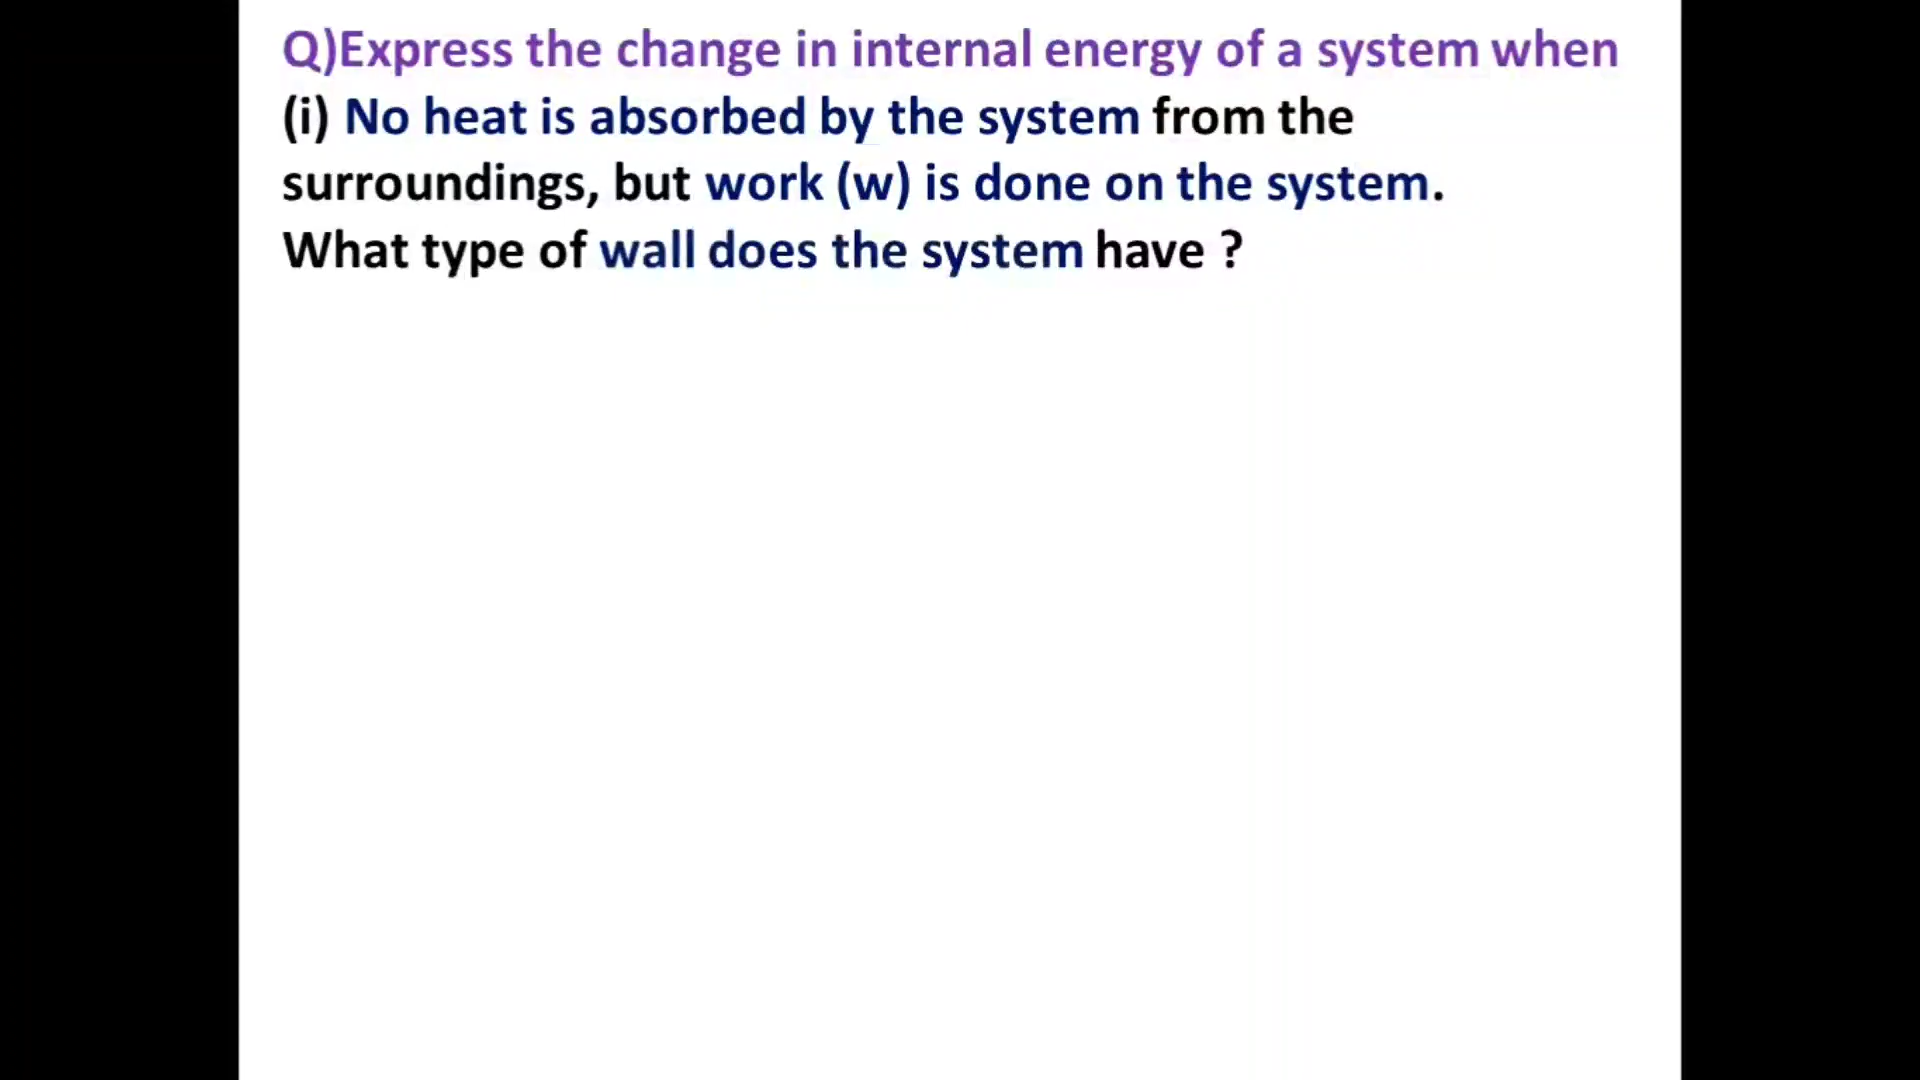 Q)Express the change in internal energy of a system when
(i) No heat is absorbed by the system from the
surroundings, but work (w) is done on the system.
What type of wall does the system have ?